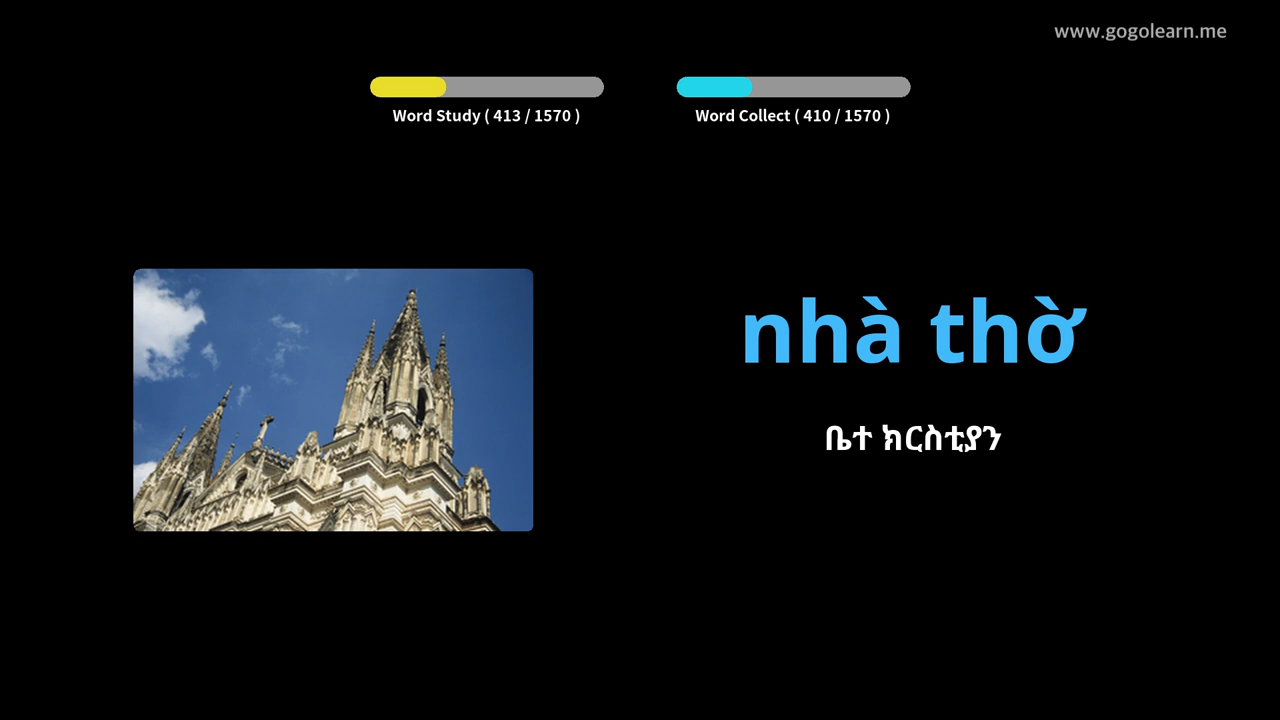 www.gogolearn.me
Word Study ( 413 / 1570 )
Word Collect ( 410 / 1570 )
nhà thờ
ቤተ ክርስቲያን